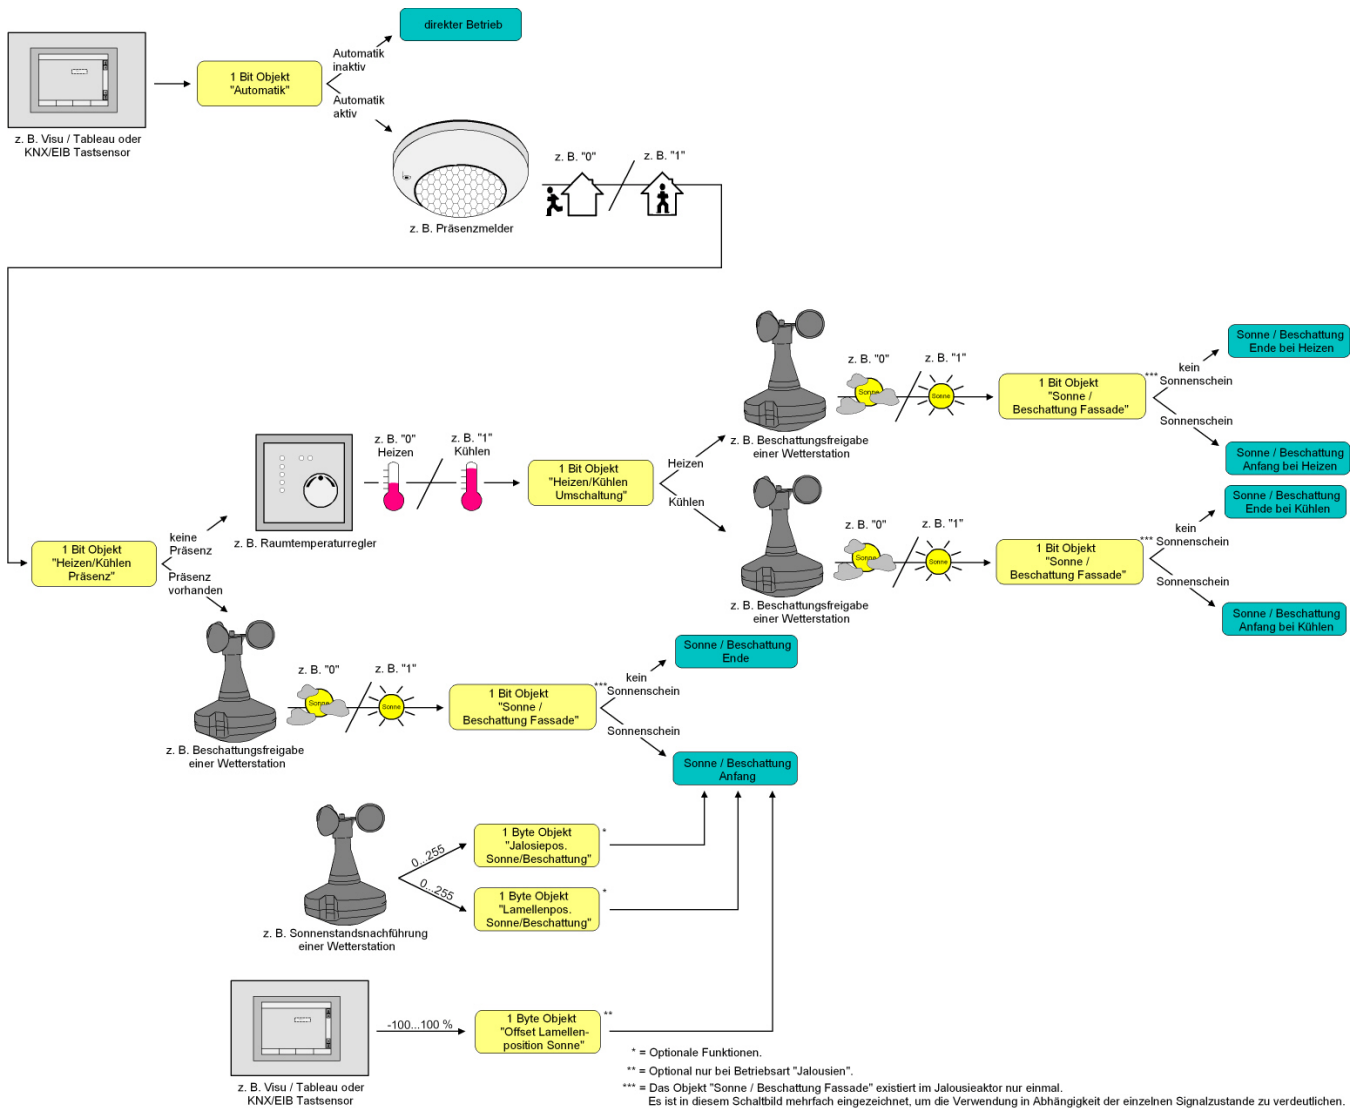 direkter Betrieb
Automatik
inaktiv
1 Bit Objekt
"Automatik"
Automatik
aktiv
z. B. Visu / Tableau oder
KNX/EIB Tastsensor
z. B. "0"
z. B. "1"
z. B. Präsenzmelder
Sonne / Beschattung
Ende bei Heizen
z. B. "0"
z. B. "1"
Sonne
Sonne
1 Bit Objekt
"Sonne /
Beschattung Fassade"
***
kein
Sonnenschein
Sonnenschein
z. B. Beschattungsfreigabe
einer Wetterstation
Sonne / Beschattung
Anfang bei Heizen
z. B. "0"
Heizen
z. B. "1"
Kühlen
1 Bit Objekt
"Heizen/Kühlen
Umschaltung"
Heizen
Kühlen
z. B. Raumtemperaturregler
Sonne / Beschattung
Ende bei Kühlen
z. B. "0"
z. B. "1"
Sonne
Sonne
1 Bit Objekt
"Sonne /
Beschattung Fassade"
***
kein
Sonnenschein
Sonnenschein
z. B. Beschattungsfreigabe
einer Wetterstation
Sonne / Beschattung
Anfang bei Kühlen
keine
Präsenz
1 Bit Objekt
"Heizen/Kühlen
Präsenz"
Präsenz
vorhanden
Sonne / Beschattung
Ende
z. B. "0"
z. B. "1"
Sonne
Sonne
1 Bit Objekt
"Sonne /
Beschattung Fassade"
***
kein
Sonnenschein
Sonnenschein
z. B. Beschattungsfreigabe
einer Wetterstation
Sonne / Beschattung
Anfang
0...255
1 Byte Objekt
"Jalosiepos.
Sonne/Beschattung"
*
0...255
1 Byte Objekt
"Lamellenpos.
Sonne/Beschattung"
*
z. B. Sonnenstandsnachführung
einer Wetterstation
-100...100 %
1 Byte Objekt
"Offset Lamellen-
position Sonne"
**
z. B. Visu / Tableau oder
KNX/EIB Tastsensor
* = Optionale Funktionen.
** = Optional nur bei Betriebsart "Jalousien".
*** = Das Objekt "Sonne / Beschattung Fassade" existiert im Jalousieaktor nur einmal.
Es ist in diesem Schaltbild mehrfach eingezeichnet, um die Verwendung in Abhängigkeit der einzelnen Signalzustande zu verdeutlichen.